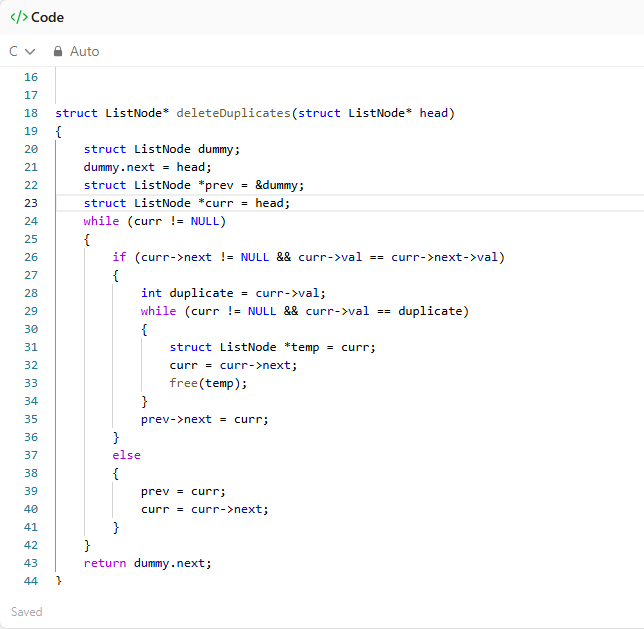 </> Code
C Auto
16
17
18 struct ListNode* deleteDuplicates(struct ListNode* head)
19 {
20     struct ListNode dummy;
21     dummy.next = head;
22     struct ListNode *prev = &dummy;
23     struct ListNode *curr = head;
24     while (curr != NULL)
25     {
26         if (curr->next != NULL && curr->val == curr->next->val)
27         {
28             int duplicate = curr->val;
29             while (curr != NULL && curr->val == duplicate)
30             {
31                 struct ListNode *temp = curr;
32                 curr = curr->next;
33                 free(temp);
34             }
35             prev->next = curr;
36         }
37         else
38         {
39             prev = curr;
40             curr = curr->next;
41         }
42     }
43     return dummy.next;
44 }
Saved